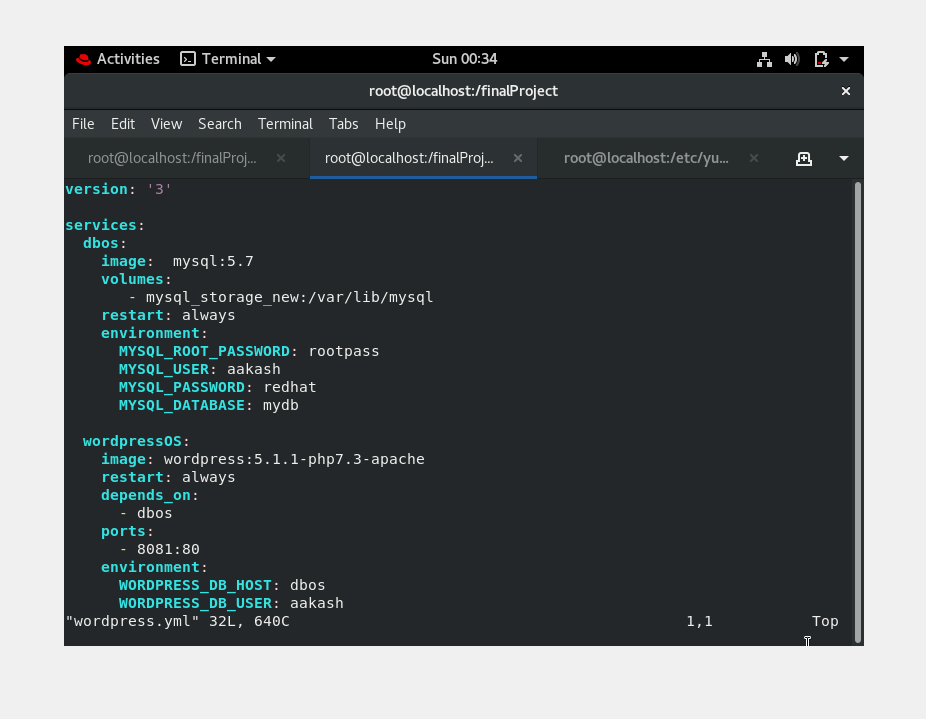 Activities Terminal Sun 00:34
root@localhost:/finalProject
File Edit View Search Terminal Tabs Help
root@localhost:/finalProj... root@localhost:/finalProj... root@localhost:/etc/yu...
version: '3'
services:
dbos:
image:  mysql:5.7
volumes:
- mysql_storage_new:/var/lib/mysql
restart: always
environment:
MYSQL_ROOT_PASSWORD: rootpass
MYSQL_USER: aakash
MYSQL_PASSWORD: redhat
MYSQL_DATABASE: mydb
wordpressOS:
image: wordpress:5.1.1-php7.3-apache
restart: always
depends_on:
- dbos
ports:
- 8081:80
environment:
WORDPRESS_DB_HOST: dbos
WORDPRESS_DB_USER: aakash
"wordpress.yml" 32L, 640C 1,1 Top